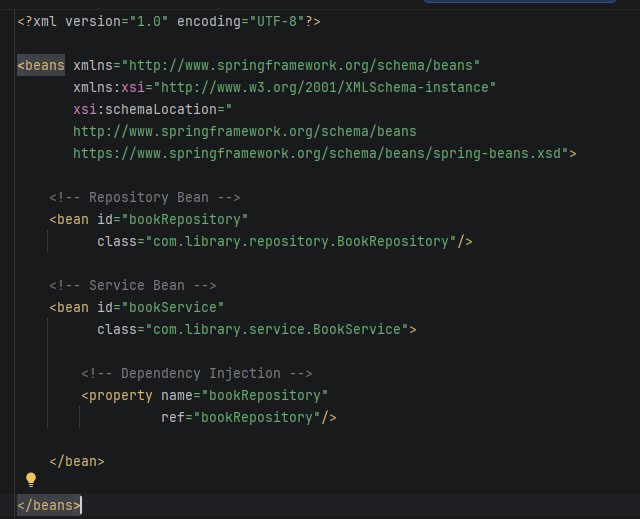 <?xml version="1.0" encoding="UTF-8"?>
<beans xmlns="http://www.springframework.org/schema/beans"
xmlns:xsi="http://www.w3.org/2001/XMLSchema-instance"
xsi:schemaLocation="
http://www.springframework.org/schema/beans
https://www.springframework.org/schema/beans/spring-beans.xsd">
<!-- Repository Bean -->
<bean id="bookRepository"
class="com.library.repository.BookRepository"/>
<!-- Service Bean -->
<bean id="bookService"
class="com.library.service.BookService">
<!-- Dependency Injection -->
<property name="bookRepository"
ref="bookRepository"/>
</bean>
</beans>